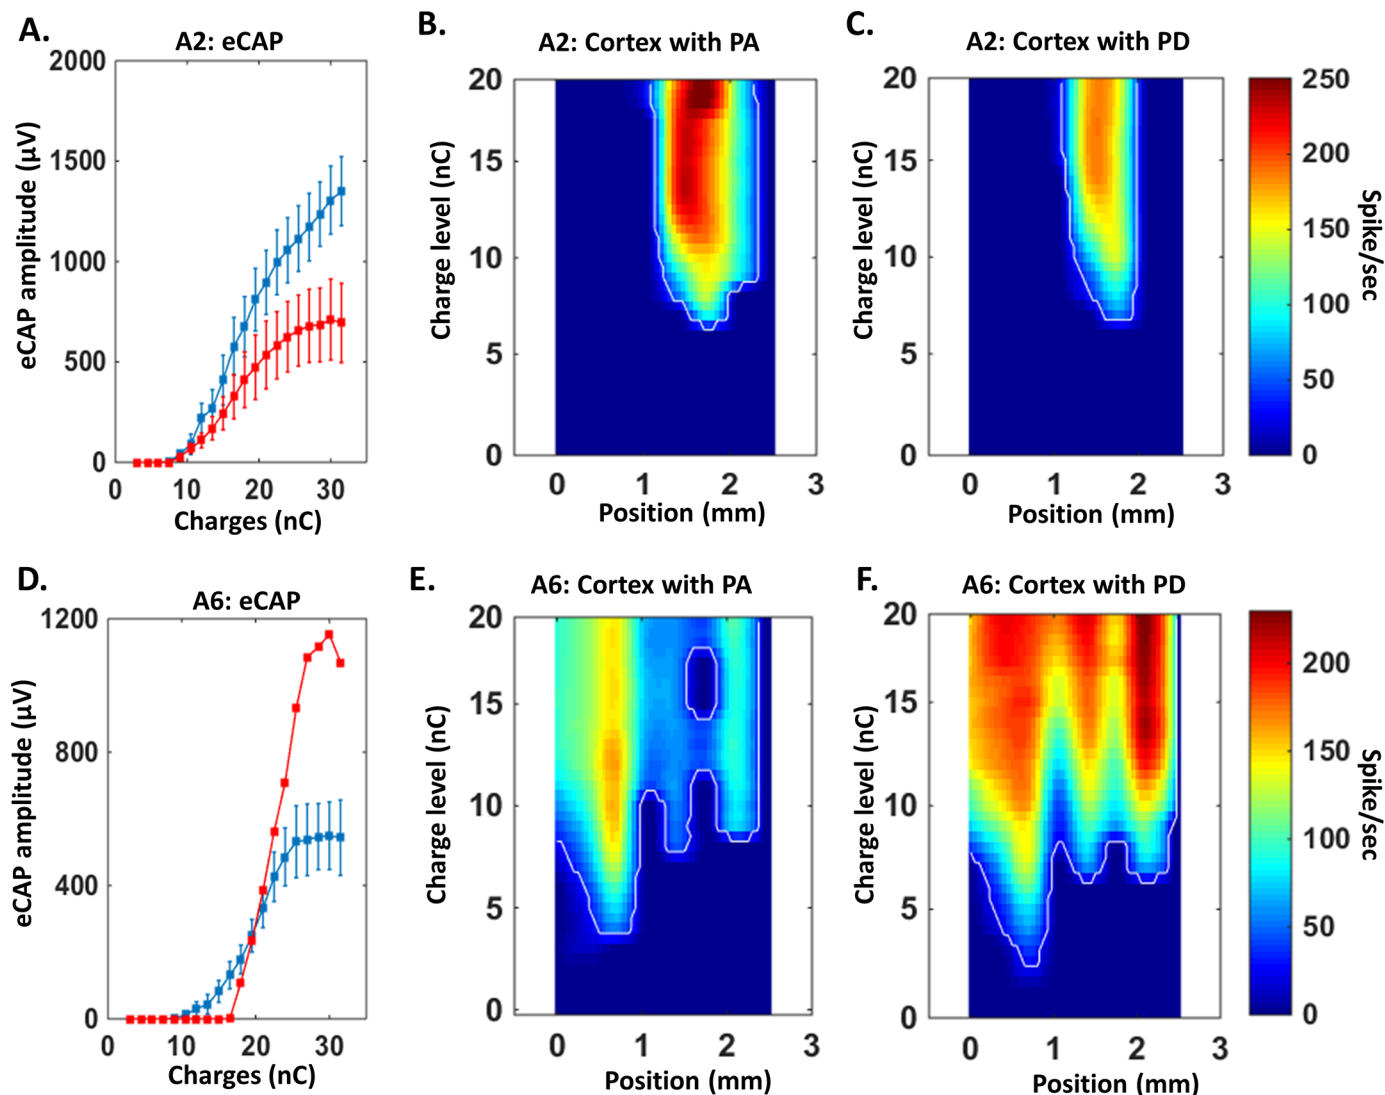 A.
A2: eCAP
eCAP amplitude (µV)
2000
1500
1000
500
0
0 10 20 30
Charges (nC)
B.
A2: Cortex with PA
Charge level (nC)
20
15
10
5
0
0 1 2 3
Position (mm)
C.
A2: Cortex with PD
Charge level (nC)
20
15
10
5
0
0 1 2 3
Position (mm)
250
200
150
100
50
0
Spike/sec
D.
A6: eCAP
eCAP amplitude (µV)
1200
800
400
0
0 10 20 30
Charges (nC)
E.
A6: Cortex with PA
Charge level (nC)
20
15
10
5
0
0 1 2 3
Position (mm)
F.
A6: Cortex with PD
Charge level (nC)
20
15
10
5
0
0 1 2 3
Position (mm)
200
150
100
50
0
Spike/sec